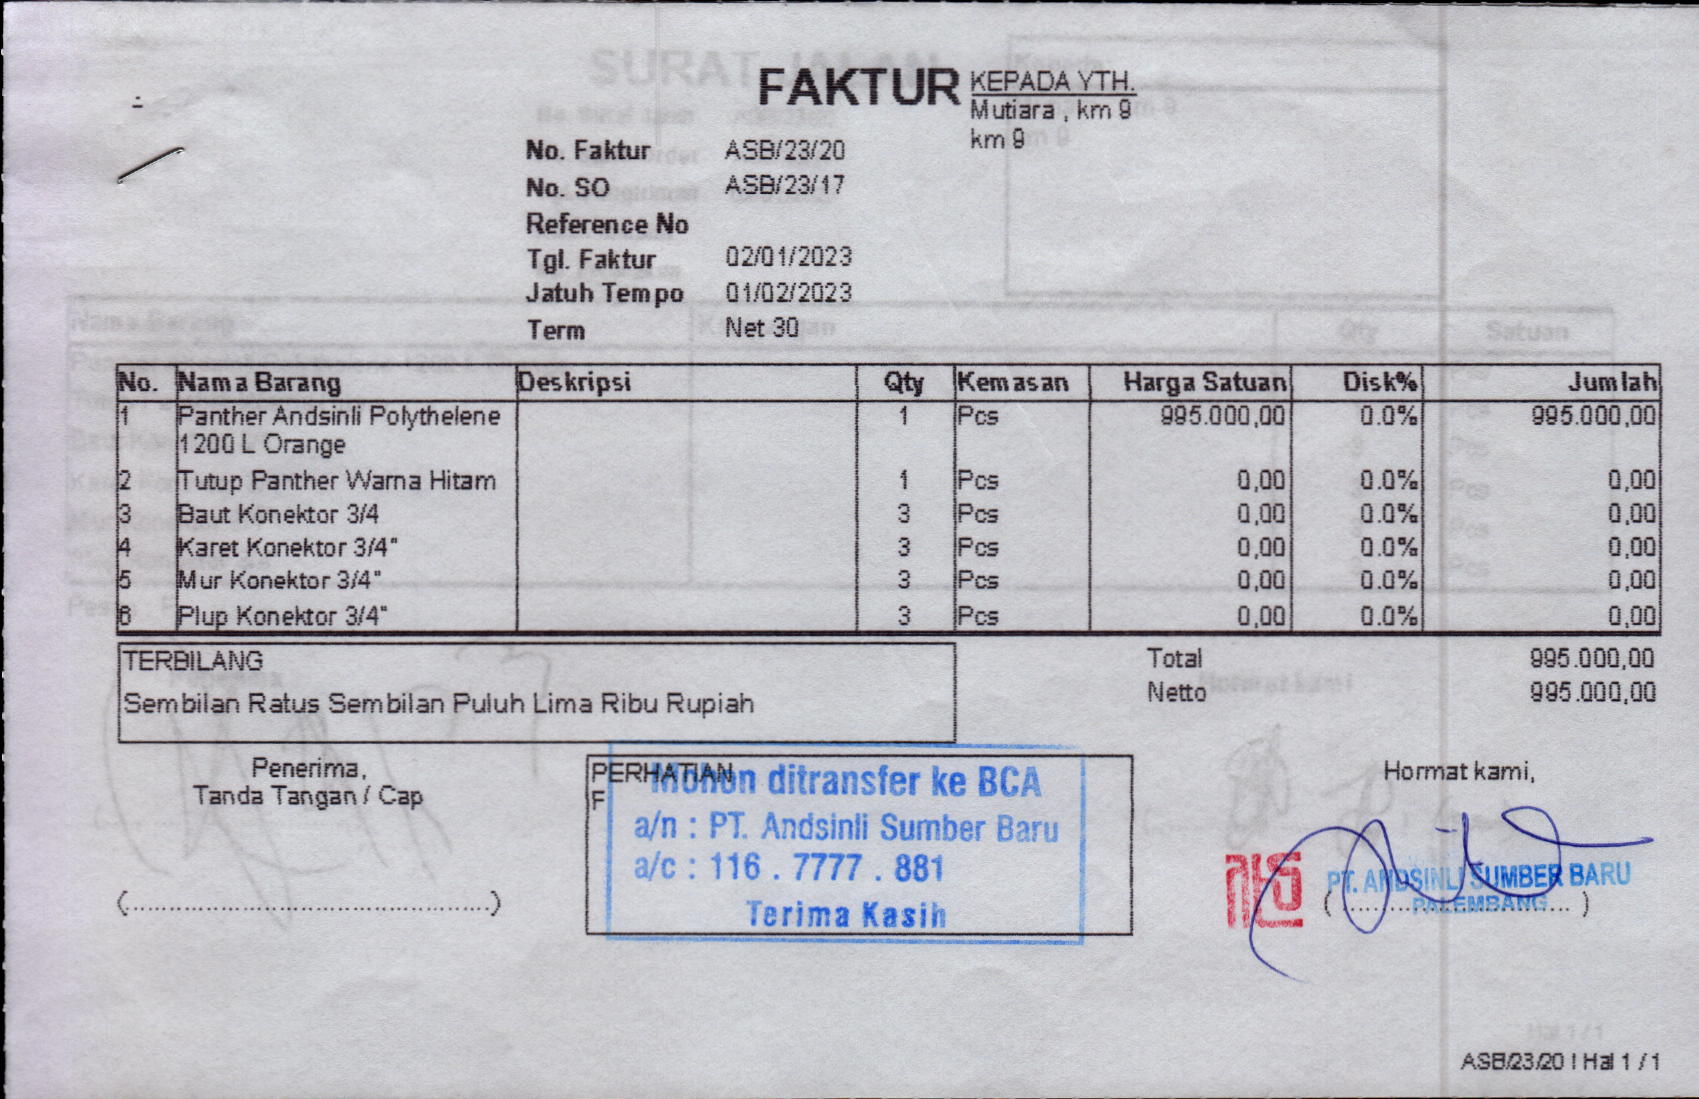 FAKTUR
KEPADA YTH.
Mutiara , km 9
km 9
No. Faktur ASB/23/20
No. SO ASB/23/17
Reference No
Tgl. Faktur 02/01/2023
Jatuh Tempo 01/02/2023
Term Net 30
No. Nama Barang Deskripsi Qty Kemasan Harga Satuan Disk% Jumlah
1 Panther Andsinli Polythelene 1 Pcs 995.000,00 0.0% 995.000,00
1200 L Orange
2 Tutup Panther Warna Hitam 1 Pcs 0,00 0.0% 0,00
3 Baut Konektor 3/4 3 Pcs 0,00 0.0% 0,00
4 Karet Konektor 3/4" 3 Pcs 0,00 0.0% 0,00
5 Mur Konektor 3/4" 3 Pcs 0,00 0.0% 0,00
6 Plup Konektor 3/4" 3 Pcs 0,00 0.0% 0,00
TERBILANG
Sembilan Ratus Sembilan Puluh Lima Ribu Rupiah
Total 995.000,00
Netto 995.000,00
Penerima,
Tanda Tangan / Cap
(...............................................)
PERHATIAN
F
Mohon ditransfer ke BCA
a/n : PT. Andsinli Sumber Baru
a/c : 116 . 7777 . 881
Terima Kasih
Hormat kami,
PT. ANDSINLI SUMBER BARU
PALEMBANG
ASB/23/20 ! Hal 1 / 1